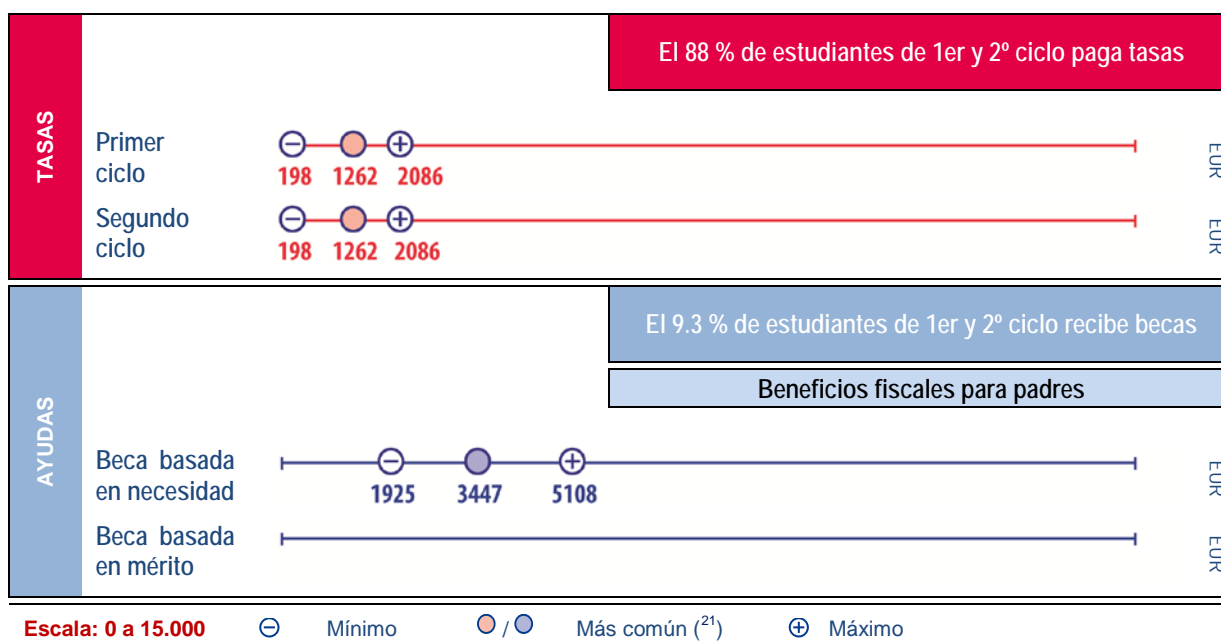 El 88 % de estudiantes de 1er y 2º ciclo paga tasas
TASAS
Primer
ciclo
198 1262 2086
EUR
Segundo
ciclo
198 1262 2086
EUR
El 9.3 % de estudiantes de 1er y 2º ciclo recibe becas
Beneficios fiscales para padres
AYUDAS
Beca basada
en necesidad
1925 3447 5108
EUR
Beca basada
en mérito
EUR
Escala: 0 a 15.000 Mínimo / Más común (21) Máximo